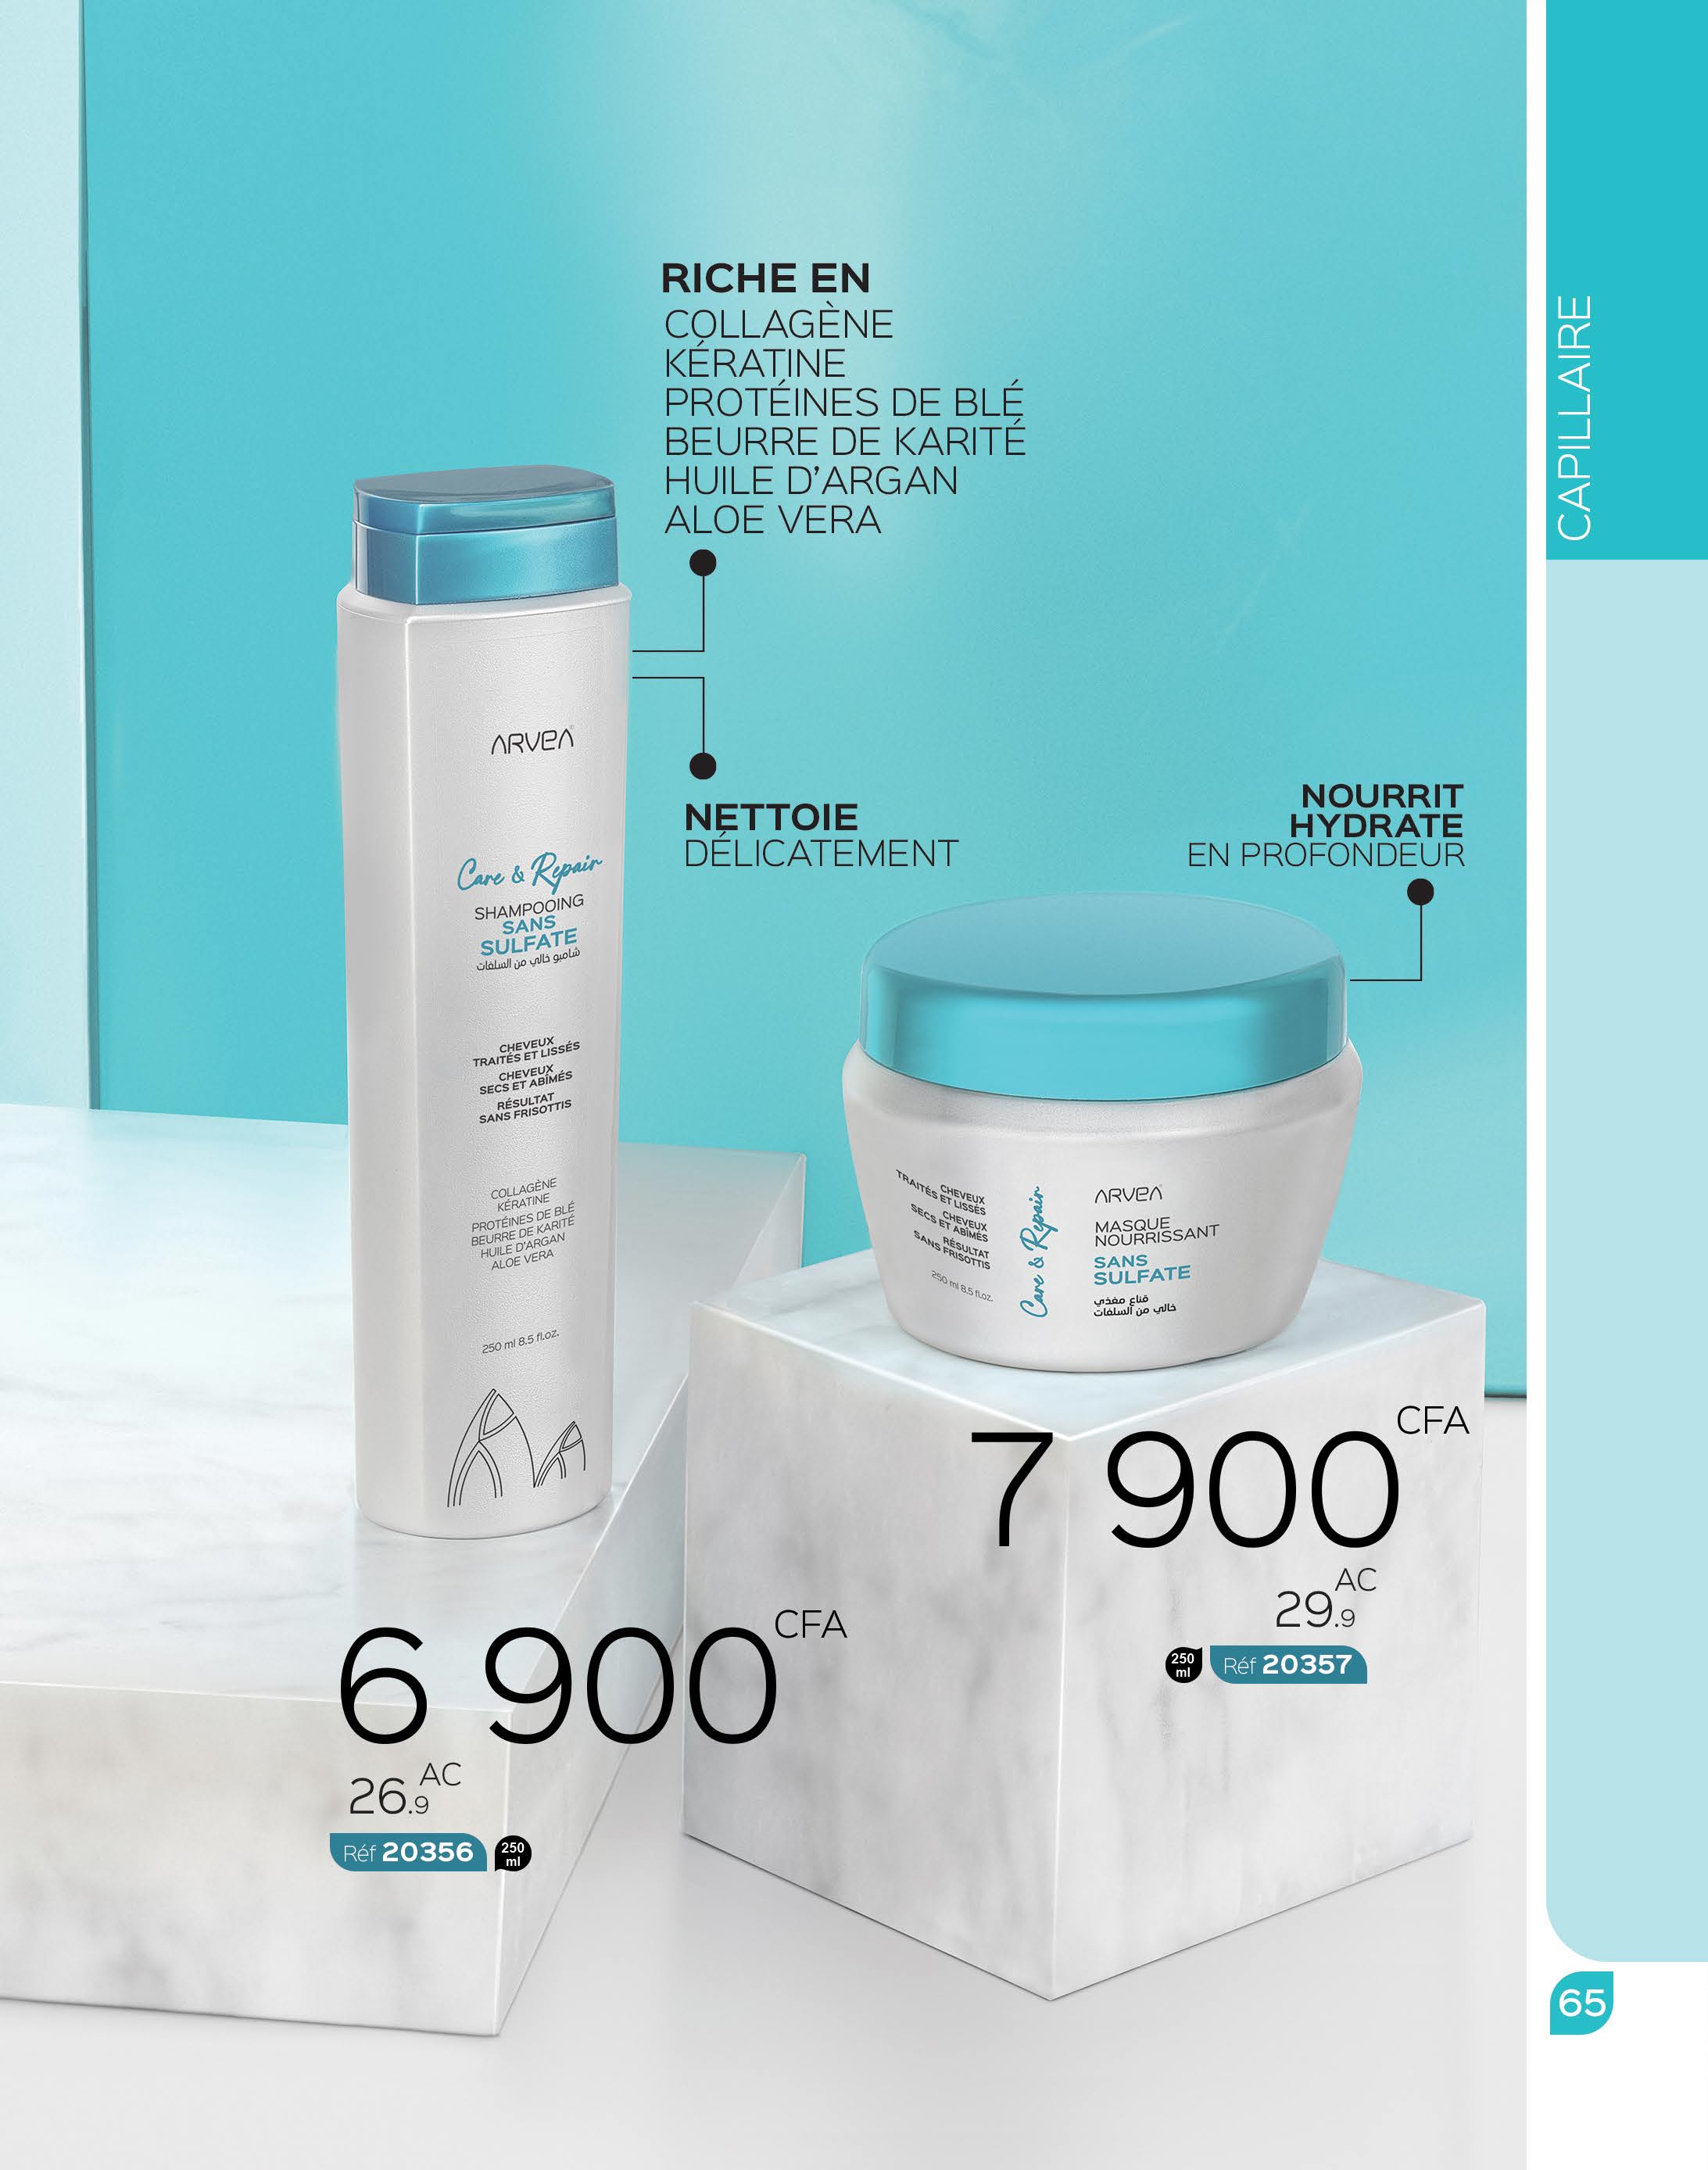 CAPILLAIRE
RICHE EN
COLLAGÈNE
KÉRATINE
PROTÉINES DE BLÉ
BEURRE DE KARITÉ
HUILE D'ARGAN
ALOE VERA
NETTOIE
DÉLICATEMENT
NOURRIT
HYDRATE
EN PROFONDEUR
ARVEA
Care & Repair
SHAMPOOING
SANS
SULFATE
شامبو خالي من السلفات
CHEVEUX
TRAITÉS ET LISSÉS
CHEVEUX
SECS ET ABÎMÉS
RÉSULTAT
SANS FRISOTTIS
COLLAGÈNE
KÉRATINE
PROTÉINES DE BLÉ
BEURRE DE KARITÉ
HUILE D'ARGAN
ALOE VERA
250 ml 8.5 fl.oz.
CHEVEUX
TRAITÉS ET LISSÉS
CHEVEUX
SECS ET ABÎMÉS
RÉSULTAT
SANS FRISOTTIS
250 ml 8.5 fl.oz.
Care & Repair
ARVEA
MASQUE
NOURRISSANT
SANS
SULFATE
قناع مغذي
خالي من السلفات
7 900 CFA
29.9 AC
250 ml
Réf 20357
6 900 CFA
26.9 AC
Réf 20356
250 ml
65